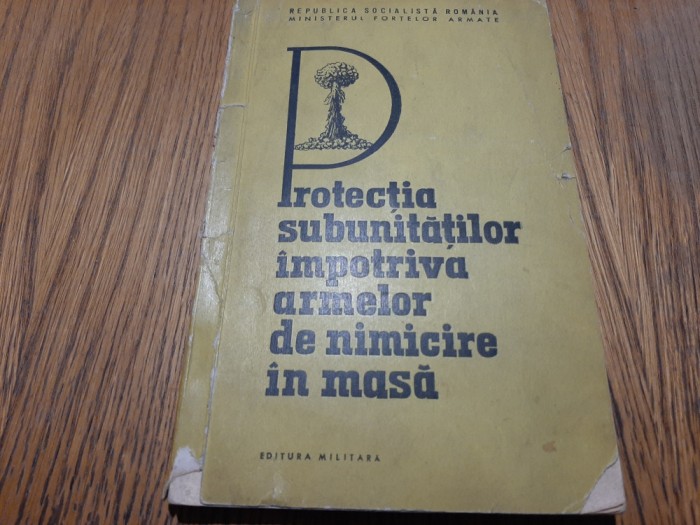 REPUBLICA SOCIALISTĂ ROMÂNIA
MINISTERUL FORȚELOR ARMATE
Protecția
subunităților
împotriva
armelor
de nimicire
în masă
EDITURA MILITARĂ